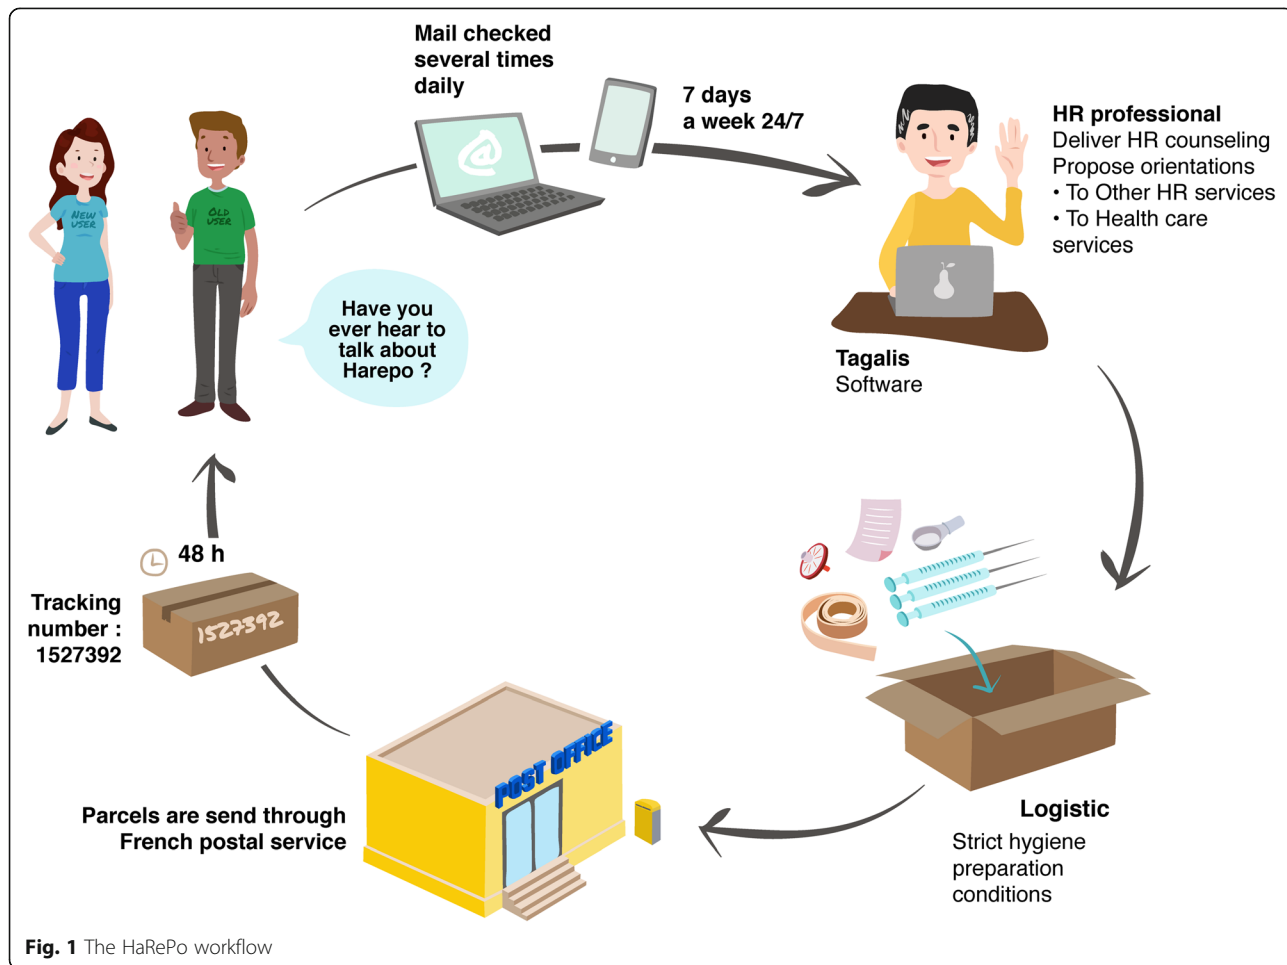 Mail checked
several times
daily
@
7 days
a week 24/7
HR professional
Deliver HR counseling
Propose orientations
• To Other HR services
• To Health care
services
NEW
USER
OLD
USER
Have you
ever hear to
talk about
Harepo ?
Tagalis
Software
48 h
Tracking
number :
1527392
1527392
POST OFFICE
Parcels are send through
French postal service
Logistic
Strict hygiene
preparation
conditions
Fig. 1 The HaRePo workflow